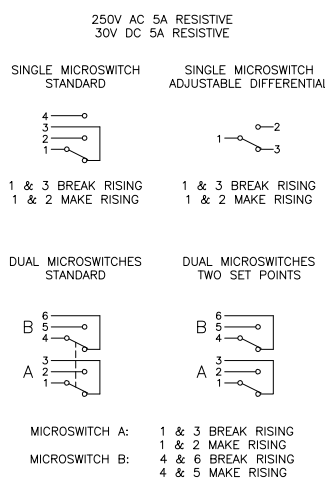 250V AC 5A RESISTIVE
30V DC 5A RESISTIVE
SINGLE MICROSWITCH
STANDARD
4
3
2
1
1 & 3 BREAK RISING
1 & 2 MAKE RISING
SINGLE MICROSWITCH
ADJUSTABLE DIFFERENTIAL
2
1
3
1 & 3 BREAK RISING
1 & 2 MAKE RISING
DUAL MICROSWITCHES
STANDARD
6
B 5
4
3
A 2
1
DUAL MICROSWITCHES
TWO SET POINTS
6
B 5
4
3
A 2
1
MICROSWITCH A: 1 & 3 BREAK RISING
1 & 2 MAKE RISING
MICROSWITCH B: 4 & 6 BREAK RISING
4 & 5 MAKE RISING